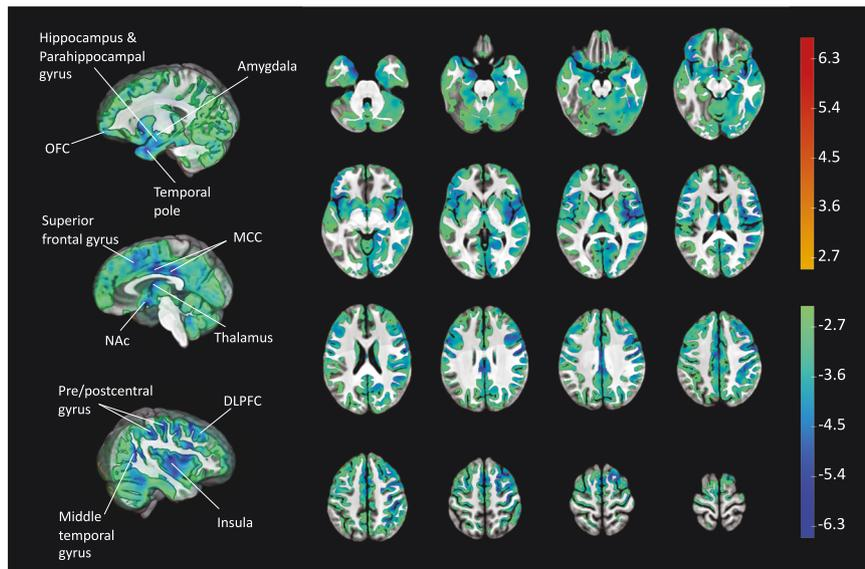 Hippocampus &
Parahippocampal
gyrus
Amygdala
OFC
Temporal
pole
Superior
frontal gyrus
MCC
NAc
Thalamus
Pre/postcentral
gyrus
DLPFC
Middle
temporal
gyrus
Insula
6.3
5.4
4.5
3.6
2.7
-2.7
-3.6
-4.5
-5.4
-6.3